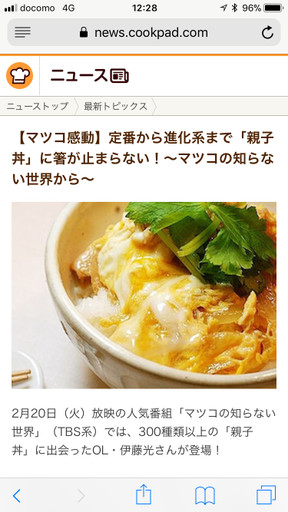 docomo 4G 12:28 96%
news.cookpad.com
ニュース
ニューストップ 最新トピックス
【マツコ感動】定番から進化系まで「親子
丼」に箸が止まらない！〜マツコの知らな
い世界から〜
2月20日（火）放映の人気番組「マツコの知らない
世界」（TBS系）では、300種類以上の「親子
丼」に出会ったOL・伊藤光さんが登場！